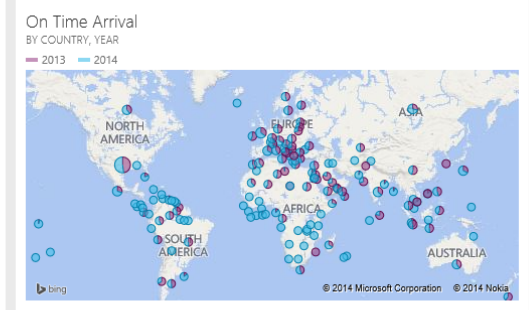 On Time Arrival
BY COUNTRY, YEAR
2013 2014
NORTH
AMERICA
EUROPE
ASIA
AFRICA
SOUTH
AMERICA
AUSTRALIA
bing
© 2014 Microsoft Corporation © 2014 Nokia